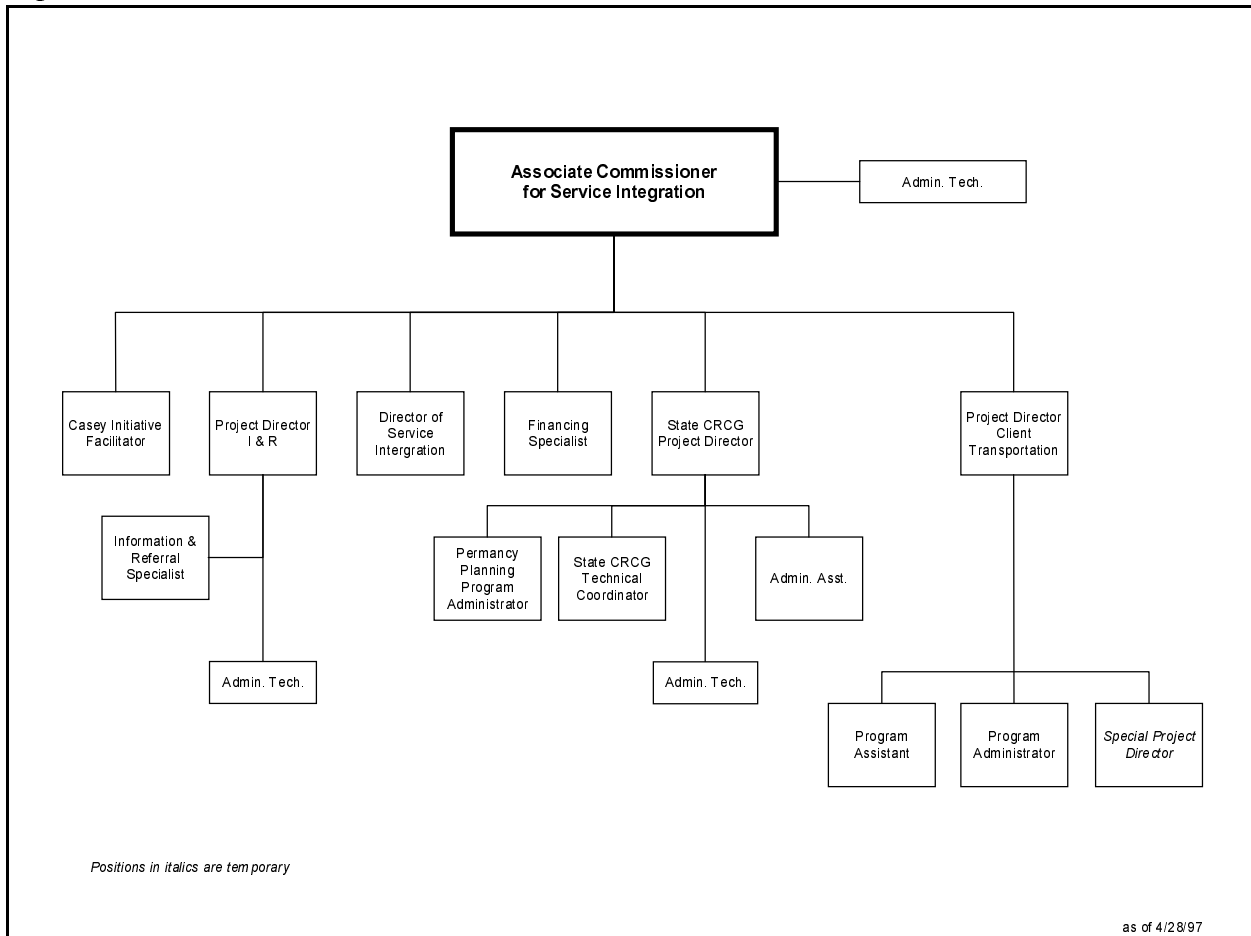 Associate Commissioner
for Service Integration
Admin. Tech.
Casey Initiative
Facilitator
Project Director
I & R
Director of
Service
Intergration
Financing
Specialist
State CRCG
Project Director
Project Director
Client
Transportation
Information &
Referral
Specialist
Permancy
Planning
Program
Administrator
State CRCG
Technical
Coordinator
Admin. Asst.
Admin. Tech.
Admin. Tech.
Program
Assistant
Program
Administrator
Special Project
Director
Positions in italics are temporary
as of 4/28/97